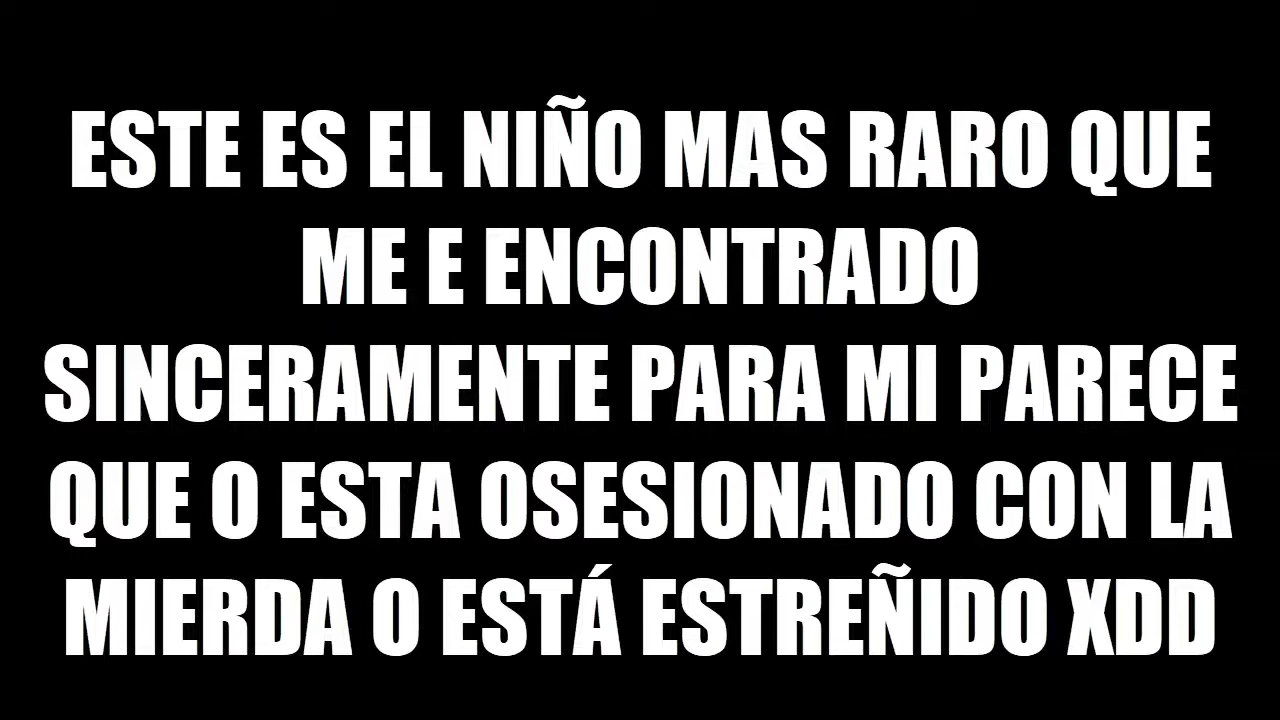 ESTE ES EL NIÑO MAS RARO QUE
ME E ENCONTRADO
SINCERAMENTE PARA MI PARECE
QUE O ESTA OSESIONADO CON LA
MIERDA O ESTÁ ESTREÑIDO XDD